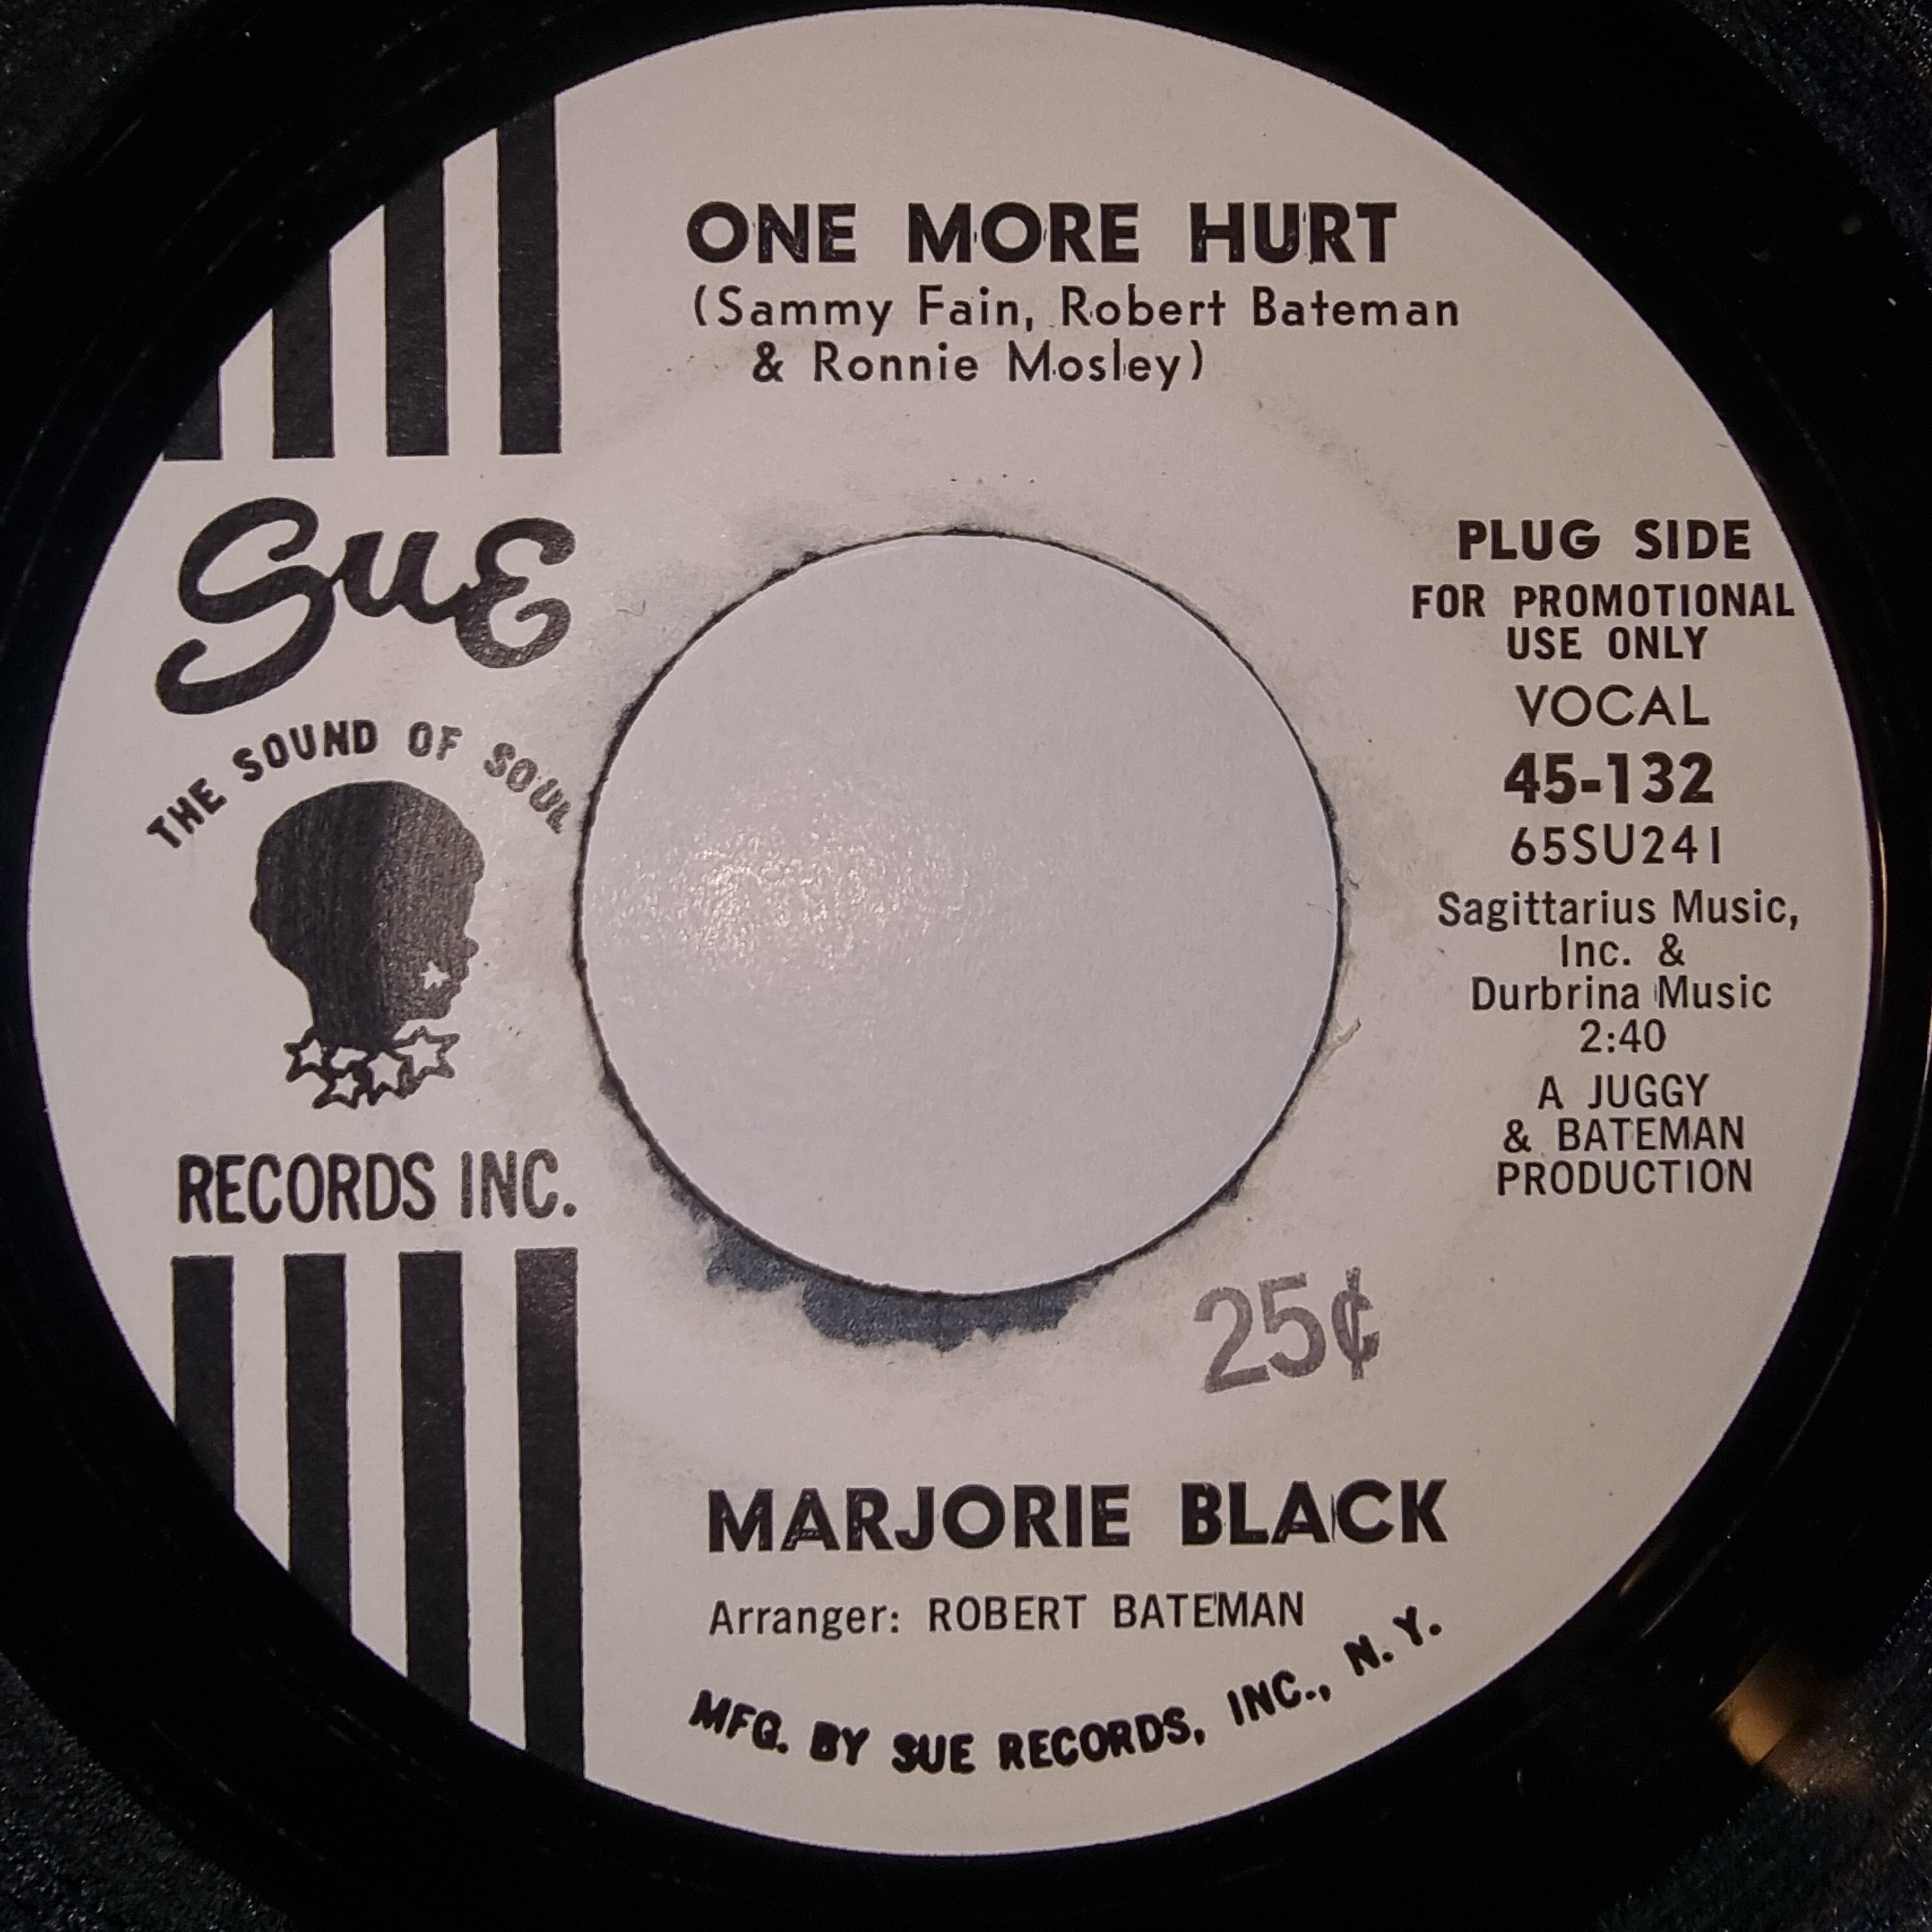 ONE MORE HURT
(Sammy Fain, Robert Bateman
& Ronnie Mosley)
Sue
THE SOUND OF SOUL
RECORDS INC.
PLUG SIDE
FOR PROMOTIONAL
USE ONLY
VOCAL
45-132
65SU241
Sagittarius Music,
Inc. &
Durbrina Music
2:40
A JUGGY
& BATEMAN
PRODUCTION
25¢
MARJORIE BLACK
Arranger: ROBERT BATEMAN
MFG. BY SUE RECORDS, INC., N. Y.